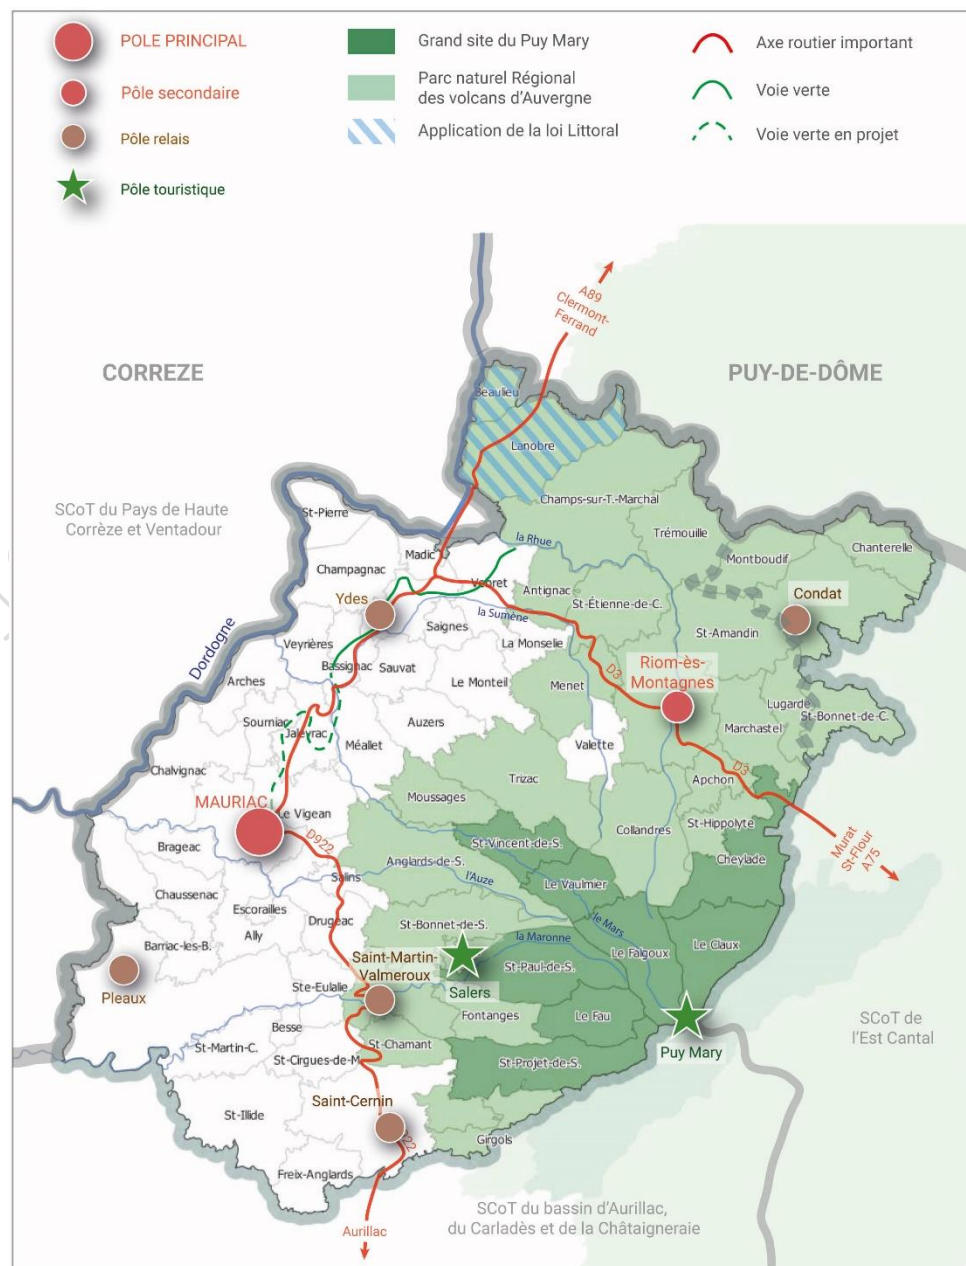 POLE PRINCIPAL
Pôle secondaire
Pôle relais
Pôle touristique
Grand site du Puy Mary
Parc naturel Régional
des volcans d'Auvergne
Application de la loi Littoral
Axe routier important
Voie verte
Voie verte en projet
A89
Clermont-
Ferrand
CORREZE
PUY-DE-DÔME
Beaulieu
Lanobre
SCoT du Pays de Haute
Corrèze et Ventadour
St-Pierre
Champs-sur-T.-Marchal
Trémouille
la Rhue
Madic
Montboudif
Chanterelle
Champagnac
Vebret
Antignac
Ydes
Condat
St-Étienne-de-C.
la Sumène
Saignes
St-Amandin
Dordogne
Veyrières
La Monselie
Bassignac
Sauvat
Riom-ès-
Montagnes
D3
Arches
Le Monteil
Menet
Lugarde
St-Bonnet-de-C.
Sourniac
Auzers
Marchastel
Jaleyrac
Méallet
Valette
D3
Chalvignac
Trizac
Apchon
MAURIAC
Moussages
Le Vigean
St-Hippolyte
Collandres
D922
St-Vincent-de-S.
Murat
St-Flour
A75
Brageac
Anglards-de-S.
Cheylade
Salins
l'Auze
Le Vaulmier
Chaussenac
Escorailles
Drugeac
St-Bonnet-de-S.
le Mars
Ally
la Maronne
Barriac-les-B.
Le Claux
Saint-Martin-
Valmeroux
Le Falgoux
St-Paul-de-S.
Ste-Eulalie
Salers
Pleaux
Fontanges
Le Fau
Besse
SCoT de
l'Est Cantal
St-Martin-C.
St-Chamant
Puy Mary
St-Cirgues-de-M.
St-Projet-de-S.
Saint-Cernin
St-Illide
Girgols
Freix-Anglards
SCoT du bassin d'Aurillac,
du Carladès et de la Châtaigneraie
Aurillac